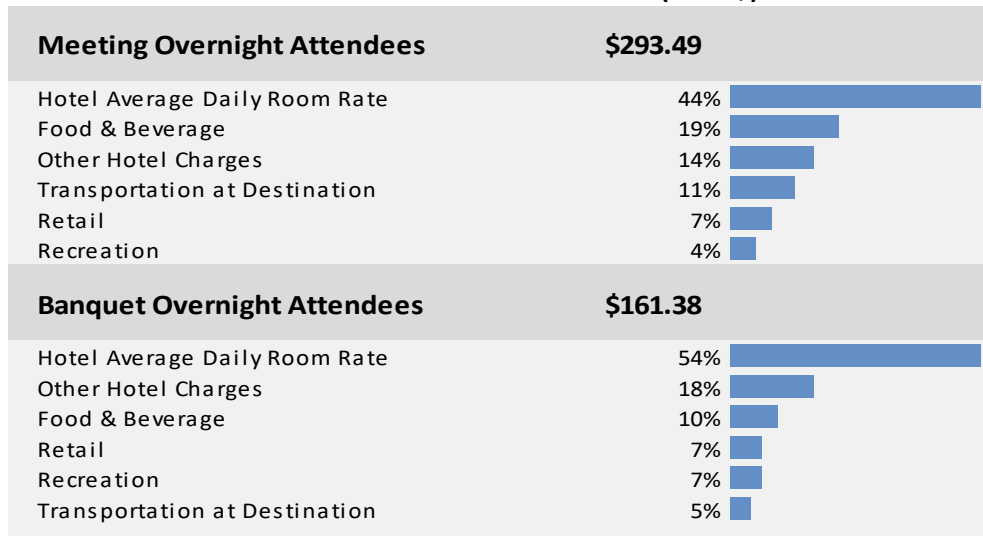 Meeting Overnight Attendees $293.49
Hotel Average Daily Room Rate 44%
Food & Beverage 19%
Other Hotel Charges 14%
Transportation at Destination 11%
Retail 7%
Recreation 4%
Banquet Overnight Attendees $161.38
Hotel Average Daily Room Rate 54%
Other Hotel Charges 18%
Food & Beverage 10%
Retail 7%
Recreation 7%
Transportation at Destination 5%